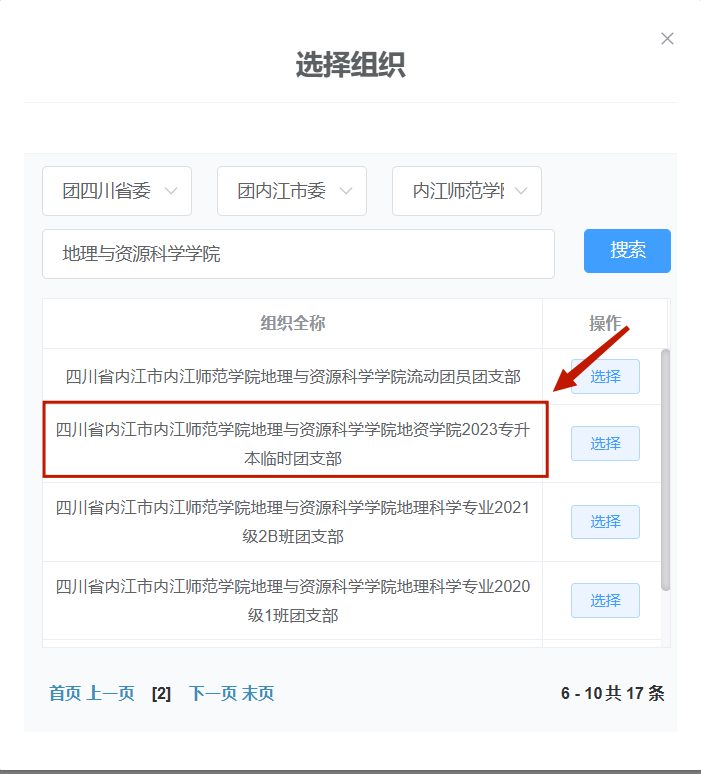 选择组织
团四川省委 团内江市委 内江师范学
地理与资源科学学院 搜索
组织全称 操作
四川省内江市内江师范学院地理与资源科学学院流动团员团支部 选择
四川省内江市内江师范学院地理与资源科学学院地资学院2023专升
本临时团支部 选择
四川省内江市内江师范学院地理与资源科学学院地理科学专业2021
级2B班团支部 选择
四川省内江市内江师范学院地理与资源科学学院地理科学专业2020
级1班团支部 选择
首页 上一页 [2] 下一页 末页 6 - 10 共 17 条